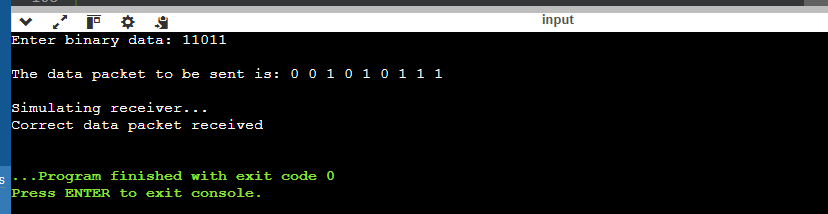 input
Enter binary data: 11011
The data packet to be sent is: 0 0 1 0 1 0 1 1 1
Simulating receiver...
Correct data packet received
...Program finished with exit code 0
Press ENTER to exit console.